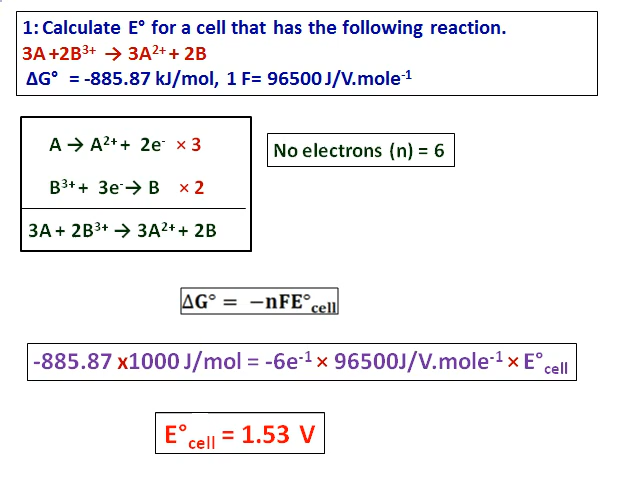 1: Calculate E° for a cell that has the following reaction.
3A +2B³⁺ → 3A²⁺ + 2B
ΔG° = -885.87 kJ/mol, 1 F= 96500 J/V.mole⁻¹
A → A²⁺ + 2e⁻ × 3
No electrons (n) = 6
B³⁺ + 3e⁻→ B × 2
3A + 2B³⁺ → 3A²⁺ + 2B
ΔG° = −nFE°cell
-885.87 x1000 J/mol = -6e⁻¹ × 96500J/V.mole⁻¹ × E°cell
E°cell = 1.53 V